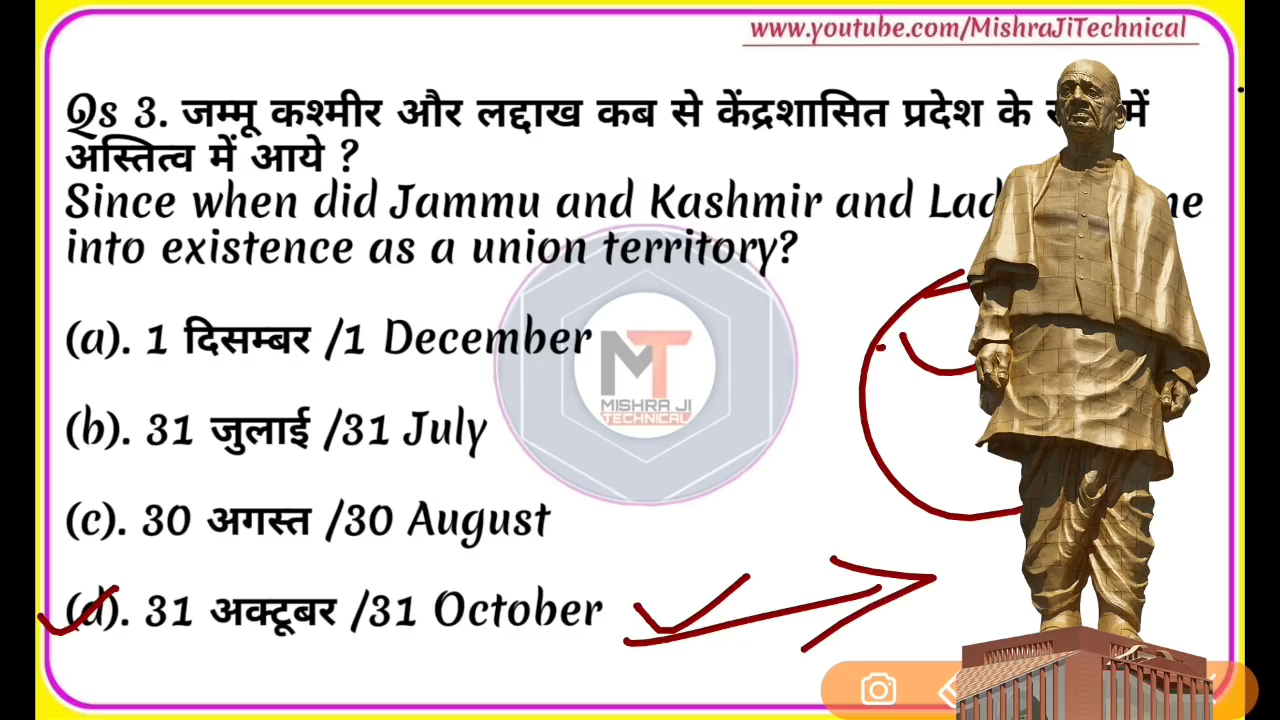 www.youtube.com/MishraJiTechnical
Qs 3. जम्मू कश्मीर और लद्दाख कब से केंद्रशासित प्रदेश के में
अस्तित्व में आये ?
Since when did Jammu and Kashmir and
into existence as a union territory?
(a). 1 दिसम्बर /1 December
MT
MISHRA JI
TECHNICAL
(b). 31 जुलाई /31 July
(c). 30 अगस्त /30 August
(d). 31 अक्टूबर /31 October